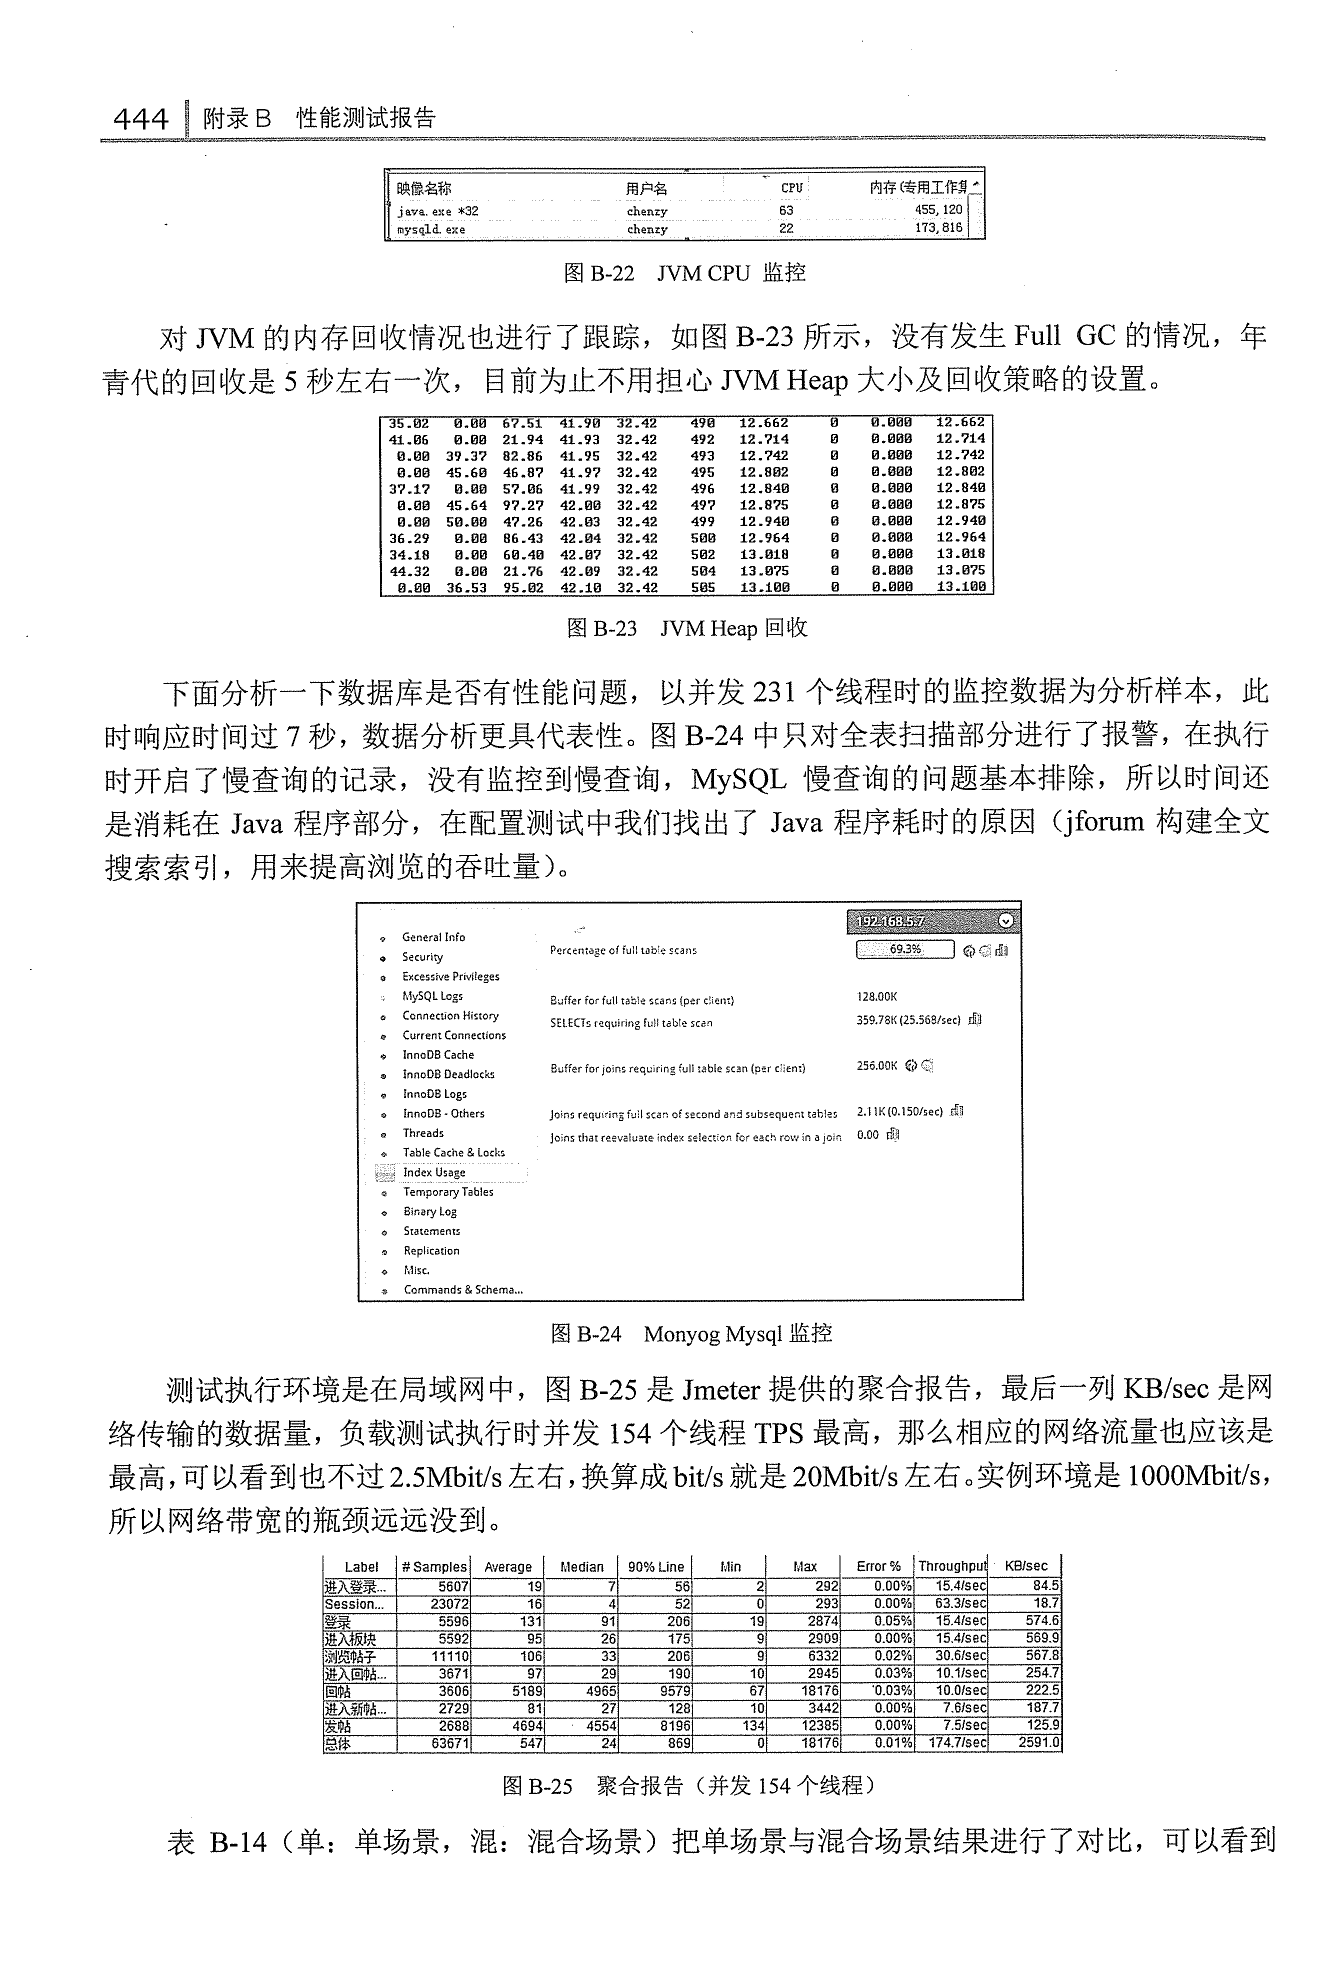 444 附录 B 性能测试报告
映像名称 用户名 CPU 内存(专用工作集
java.exe *32 chenzy 63 455,120
mysqld.exe chenzy 22 173,816
图 B-22 JVM CPU 监控
对 JVM 的内存回收情况也进行了跟踪，如图 B-23 所示，没有发生 Full GC 的情况，年
青代的回收是 5 秒左右一次，目前为止不用担心 JVM Heap 大小及回收策略的设置。
35.02 0.00 67.51 41.90 32.42 490 12.662 0 0.000 12.662
41.06 0.00 21.94 41.93 32.42 492 12.714 0 0.000 12.714
0.00 39.37 82.86 41.95 32.42 493 12.742 0 0.000 12.742
0.00 45.60 46.87 41.97 32.42 495 12.802 0 0.000 12.802
37.17 0.00 57.06 41.99 32.42 496 12.840 0 0.000 12.840
0.00 45.64 97.27 42.00 32.42 497 12.875 0 0.000 12.875
0.00 50.00 47.26 42.03 32.42 499 12.940 0 0.000 12.940
36.29 0.00 86.43 42.04 32.42 500 12.964 0 0.000 12.964
34.18 0.00 60.40 42.07 32.42 502 13.018 0 0.000 13.018
44.32 0.00 21.76 42.09 32.42 504 13.075 0 0.000 13.075
0.00 36.53 95.02 42.10 32.42 505 13.100 0 0.000 13.100
图 B-23 JVM Heap 回收
下面分析一下数据库是否有性能问题，以并发 231 个线程时的监控数据为分析样本，此
时响应时间过 7 秒，数据分析更具代表性。图 B-24 中只对全表扫描部分进行了报警，在执行
时开启了慢查询的记录，没有监控到慢查询，MySQL 慢查询的问题基本排除，所以时间还
是消耗在 Java 程序部分，在配置测试中我们找出了 Java 程序耗时的原因（jforum 构建全文
搜索索引，用来提高浏览的吞吐量）。
192.168.5.7
General Info
Security
Excessive Privileges
MySQL Logs
Connection History
Current Connections
InnoDB Cache
InnoDB Deadlocks
InnoDB Logs
InnoDB - Others
Threads
Table Cache & Locks
Index Usage
Temporary Tables
Binary Log
Statements
Replication
Misc.
Commands & Schema...
Percentage of full table scans 69.3%
Buffer for full table scans (per client) 128.00K
SELECTs requiring full table scan 359.78K (25.568/sec)
Buffer for joins requiring full table scan (per client) 256.00K
Joins requiring full scan of second and subsequent tables 2.11K (0.150/sec)
Joins that reevaluate index selection for each row in a join 0.00
图 B-24 Monyog Mysql 监控
测试执行环境是在局域网中，图 B-25 是 Jmeter 提供的聚合报告，最后一列 KB/sec 是网
络传输的数据量，负载测试执行时并发 154 个线程 TPS 最高，那么相应的网络流量也应该是
最高，可以看到也不过 2.5Mbit/s 左右，换算成 bit/s 就是 20Mbit/s 左右。实例环境是 1000Mbit/s，
所以网络带宽的瓶颈远远没到。
Label # Samples Average Median 90% Line Min Max Error % Throughput KB/sec
进入登录... 5607 19 7 56 2 292 0.00% 15.4/sec 84.5
Session... 23072 16 4 52 0 293 0.00% 63.3/sec 18.7
登录 5596 131 91 206 19 2874 0.05% 15.4/sec 574.6
进入板块 5592 95 26 175 9 2909 0.00% 15.4/sec 569.9
浏览帖子 11110 106 33 206 9 6332 0.02% 30.6/sec 567.8
进入回帖... 3671 97 29 190 10 2945 0.03% 10.1/sec 254.7
回帖 3606 5189 4965 9579 67 18176 0.03% 10.0/sec 222.5
进入新帖... 2729 81 27 128 10 3442 0.00% 7.6/sec 187.7
发帖 2688 4694 4554 8196 134 12385 0.00% 7.5/sec 125.9
总体 63671 547 24 869 0 18176 0.01% 174.7/sec 2591.0
图 B-25 聚合报告（并发 154 个线程）
表 B-14（单：单场景，混：混合场景）把单场景与混合场景结果进行了对比，可以看到